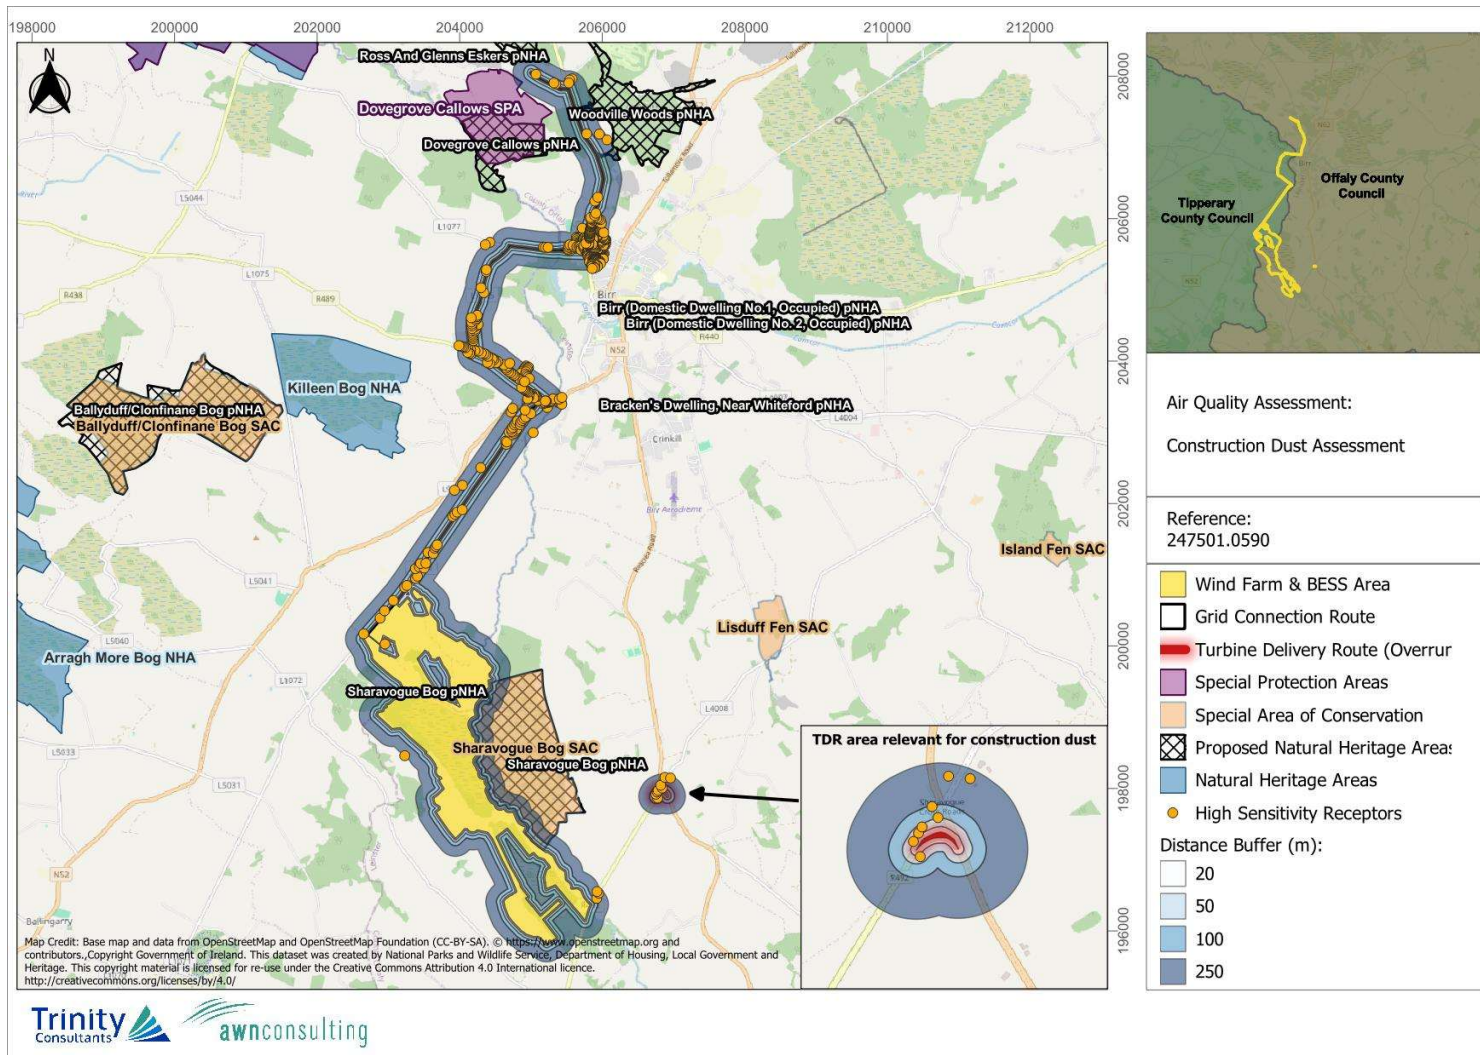 198000
200000
202000
204000
206000
208000
210000
212000
N
Ross And Glenns Eskers pNHA
Dovegrove Callows SPA
Woodville Woods pNHA
Dovegrove Callows pNHA
208000
206000
204000
202000
200000
198000
196000
L5044
L1077
L1075
R438
R489
Birr
Birr (Domestic Dwelling No.1, Occupied) pNHA
Birr (Domestic Dwelling No. 2, Occupied) pNHA
R440
N52
Killeen Bog NHA
Ballyduff/Clonfinane Bog pNHA
Ballyduff/Clonfinane Bog SAC
Bracken's Dwelling, Near Whiteford pNHA
L4004
Crinkill
Birr Aerodrome
Island Fen SAC
L5041
Lisduff Fen SAC
L5040
Arragh More Bog NHA
L1072
Sharavogue Bog pNHA
L4008
L5033
Sharavogue Bog SAC
Sharavogue Bog pNHA
L5031
N52
Ballingarry
TDR area relevant for construction dust
R492
Map Credit: Base map and data from OpenStreetMap and OpenStreetMap Foundation (CC-BY-SA). © https://www.openstreetmap.org and
contributors.,Copyright Government of Ireland. This dataset was created by National Parks and Wildlife Service, Department of Housing, Local Government and
Heritage. This copyright material is licensed for re-use under the Creative Commons Attribution 4.0 International licence.
http://creativecommons.org/licenses/by/4.0/
Tipperary
County Council
Offaly County
Council
N52
Birr
N52
Air Quality Assessment:
Construction Dust Assessment
Reference:
247501.0590
Wind Farm & BESS Area
Grid Connection Route
Turbine Delivery Route (Overrur
Special Protection Areas
Special Area of Conservation
Proposed Natural Heritage Areas
Natural Heritage Areas
High Sensitivity Receptors
Distance Buffer (m):
20
50
100
250
Trinity
Consultants
awnconsulting